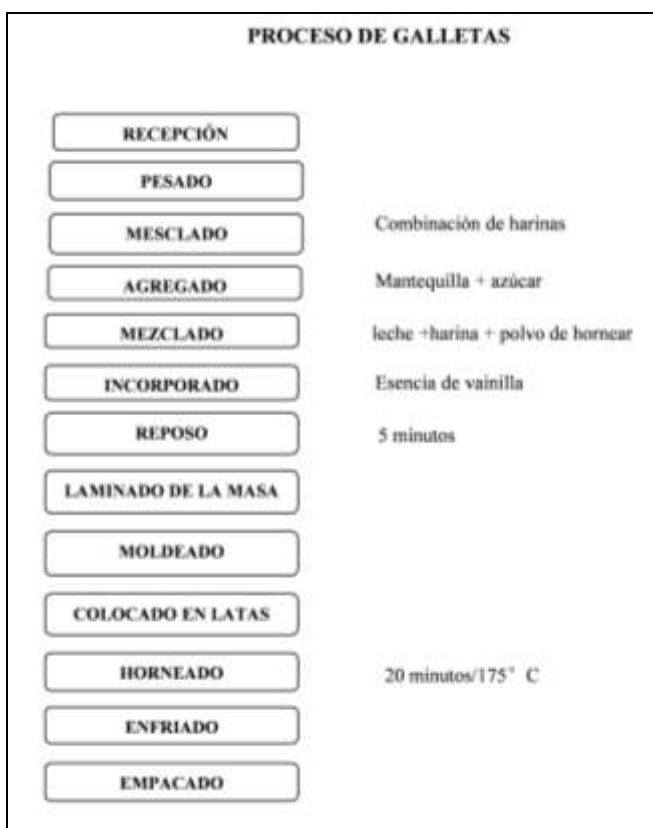 PROCESO DE GALLETAS
RECEPCIÓN
PESADO
MESCLADO Combinación de harinas
AGREGADO Mantequilla + azúcar
MEZCLADO leche +harina + polvo de hornear
INCORPORADO Esencia de vainilla
REPOSO 5 minutos
LAMINADO DE LA MASA
MOLDEADO
COLOCADO EN LATAS
HORNEADO 20 minutos/175° C
ENFRIADO
EMPACADO